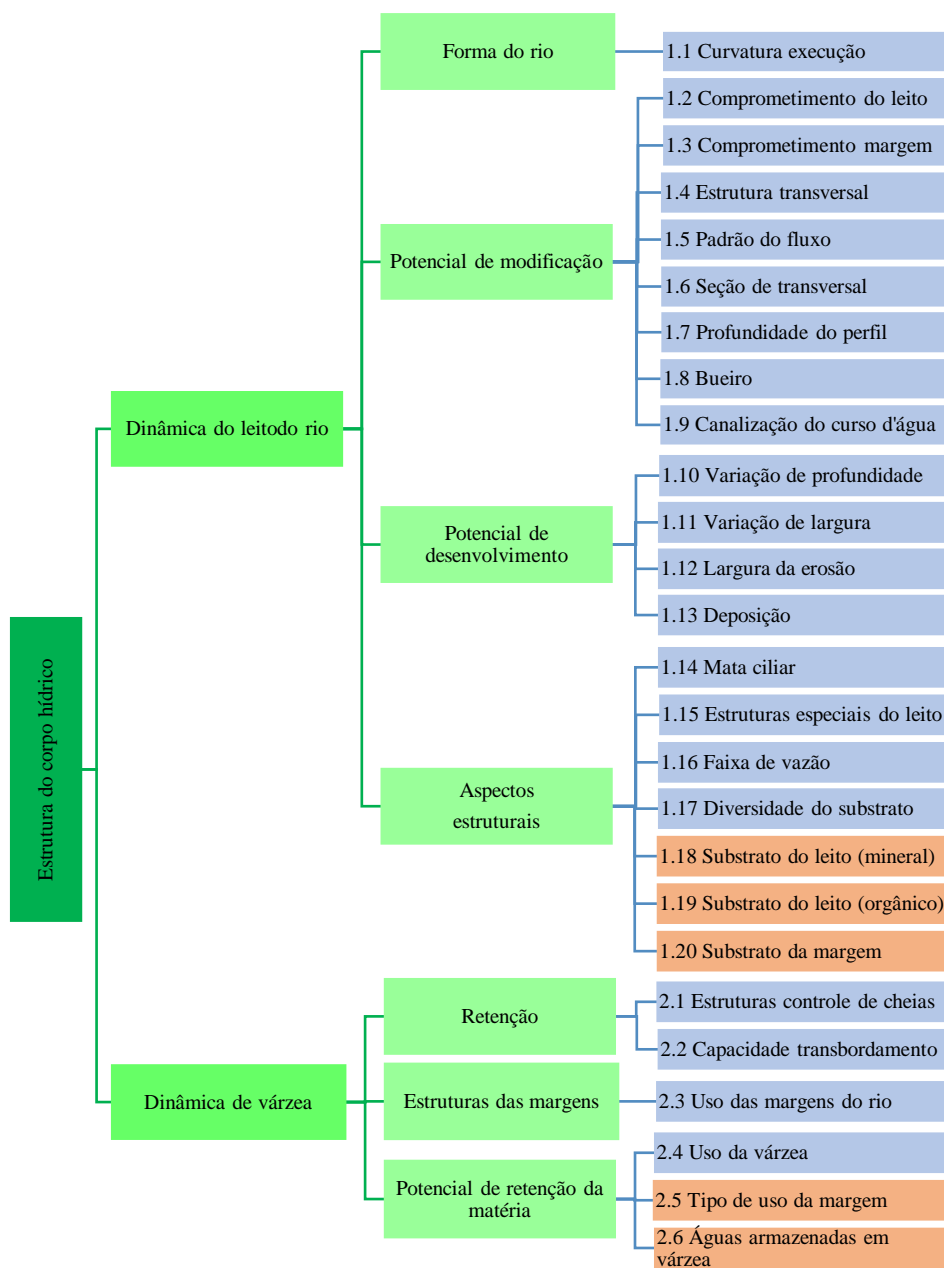 Estrutura do corpo hídrico
Dinâmica do leitodo rio
Forma do rio
1.1 Curvatura execução
Potencial de modificação
1.2 Comprometimento do leito
1.3 Comprometimento margem
1.4 Estrutura transversal
1.5 Padrão do fluxo
1.6 Seção de transversal
1.7 Profundidade do perfil
1.8 Bueiro
1.9 Canalização do curso d'água
Potencial de
desenvolvimento
1.10 Variação de profundidade
1.11 Variação de largura
1.12 Largura da erosão
1.13 Deposição
Aspectos
estruturais
1.14 Mata ciliar
1.15 Estruturas especiais do leito
1.16 Faixa de vazão
1.17 Diversidade do substrato
1.18 Substrato do leito (mineral)
1.19 Substrato do leito (orgânico)
1.20 Substrato da margem
Dinâmica de várzea
Retenção
2.1 Estruturas controle de cheias
2.2 Capacidade transbordamento
Estruturas das margens
2.3 Uso das margens do rio
Potencial de retenção da
matéria
2.4 Uso da várzea
2.5 Tipo de uso da margem
2.6 Águas armazenadas em
várzea